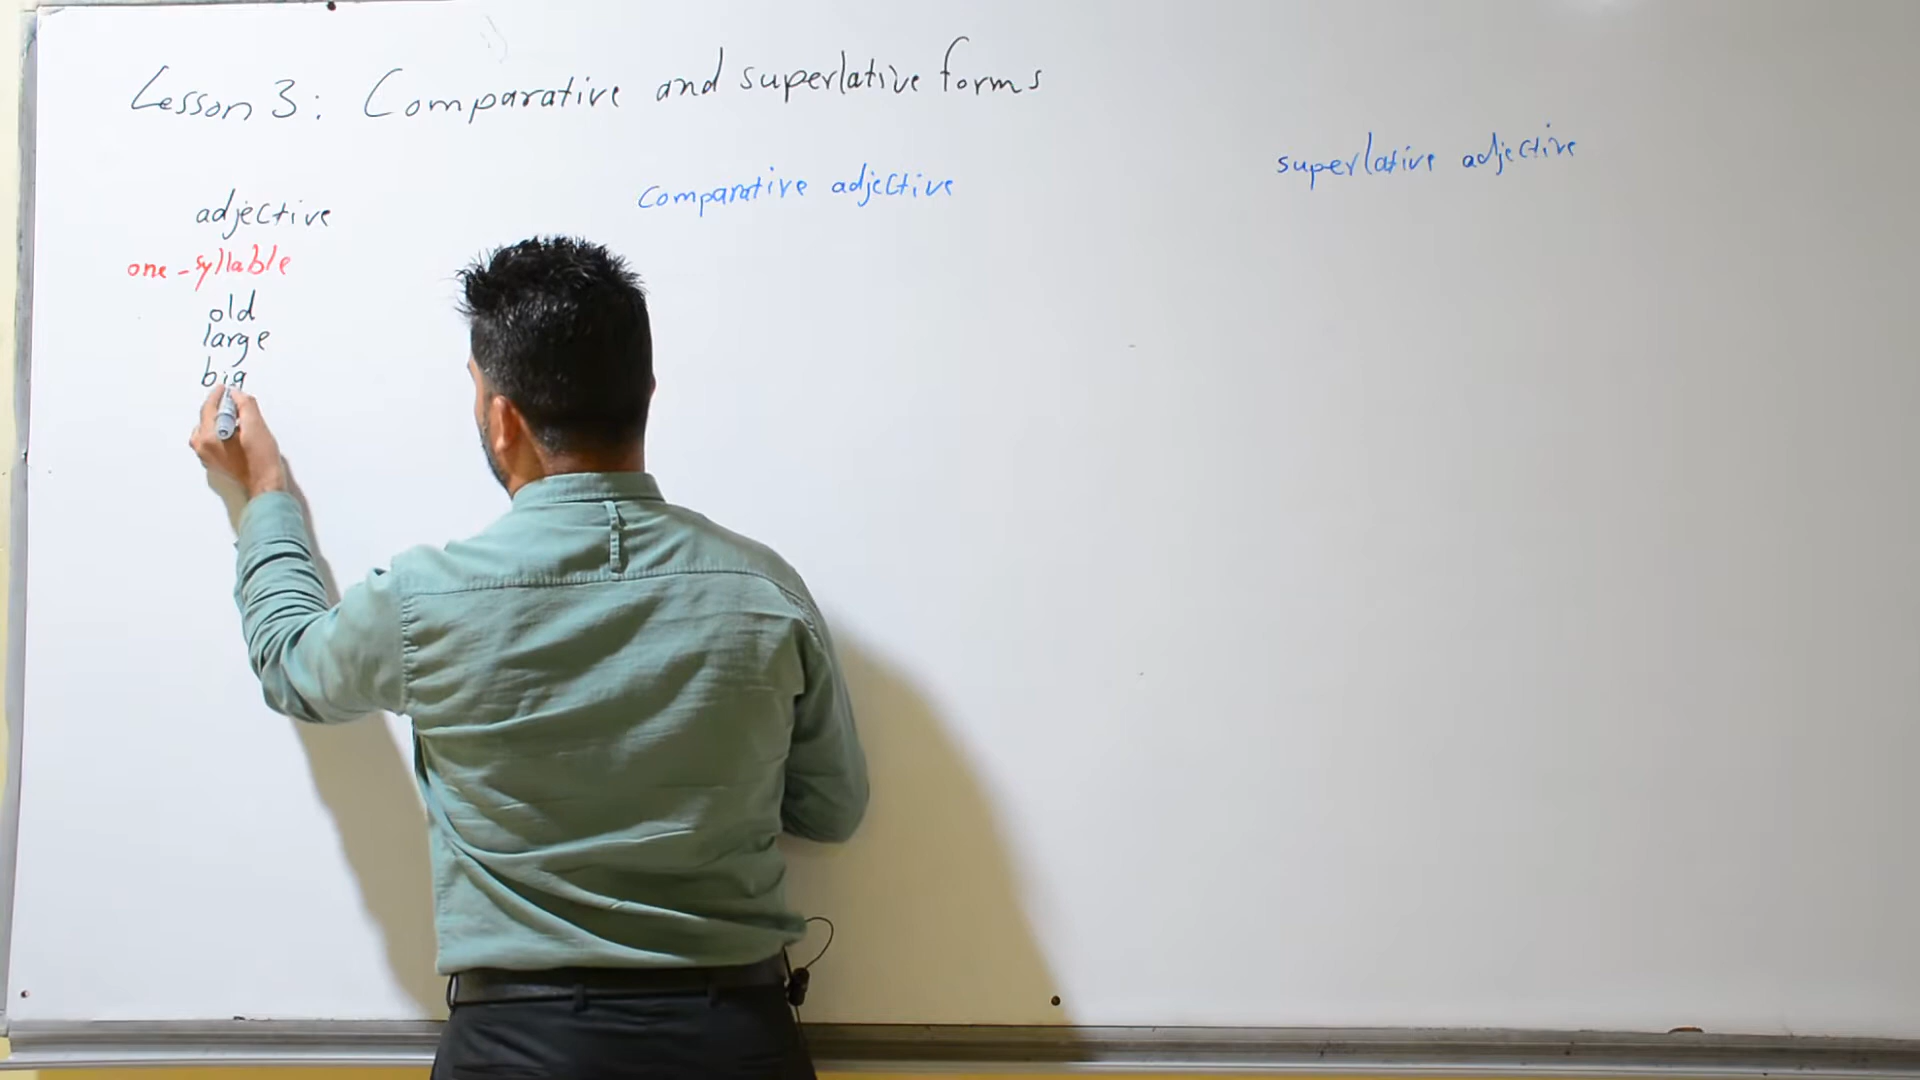 Lesson 3: Comparative and superlative forms
adjective
comparative adjective
superlative adjective
one-syllable
old
large
big